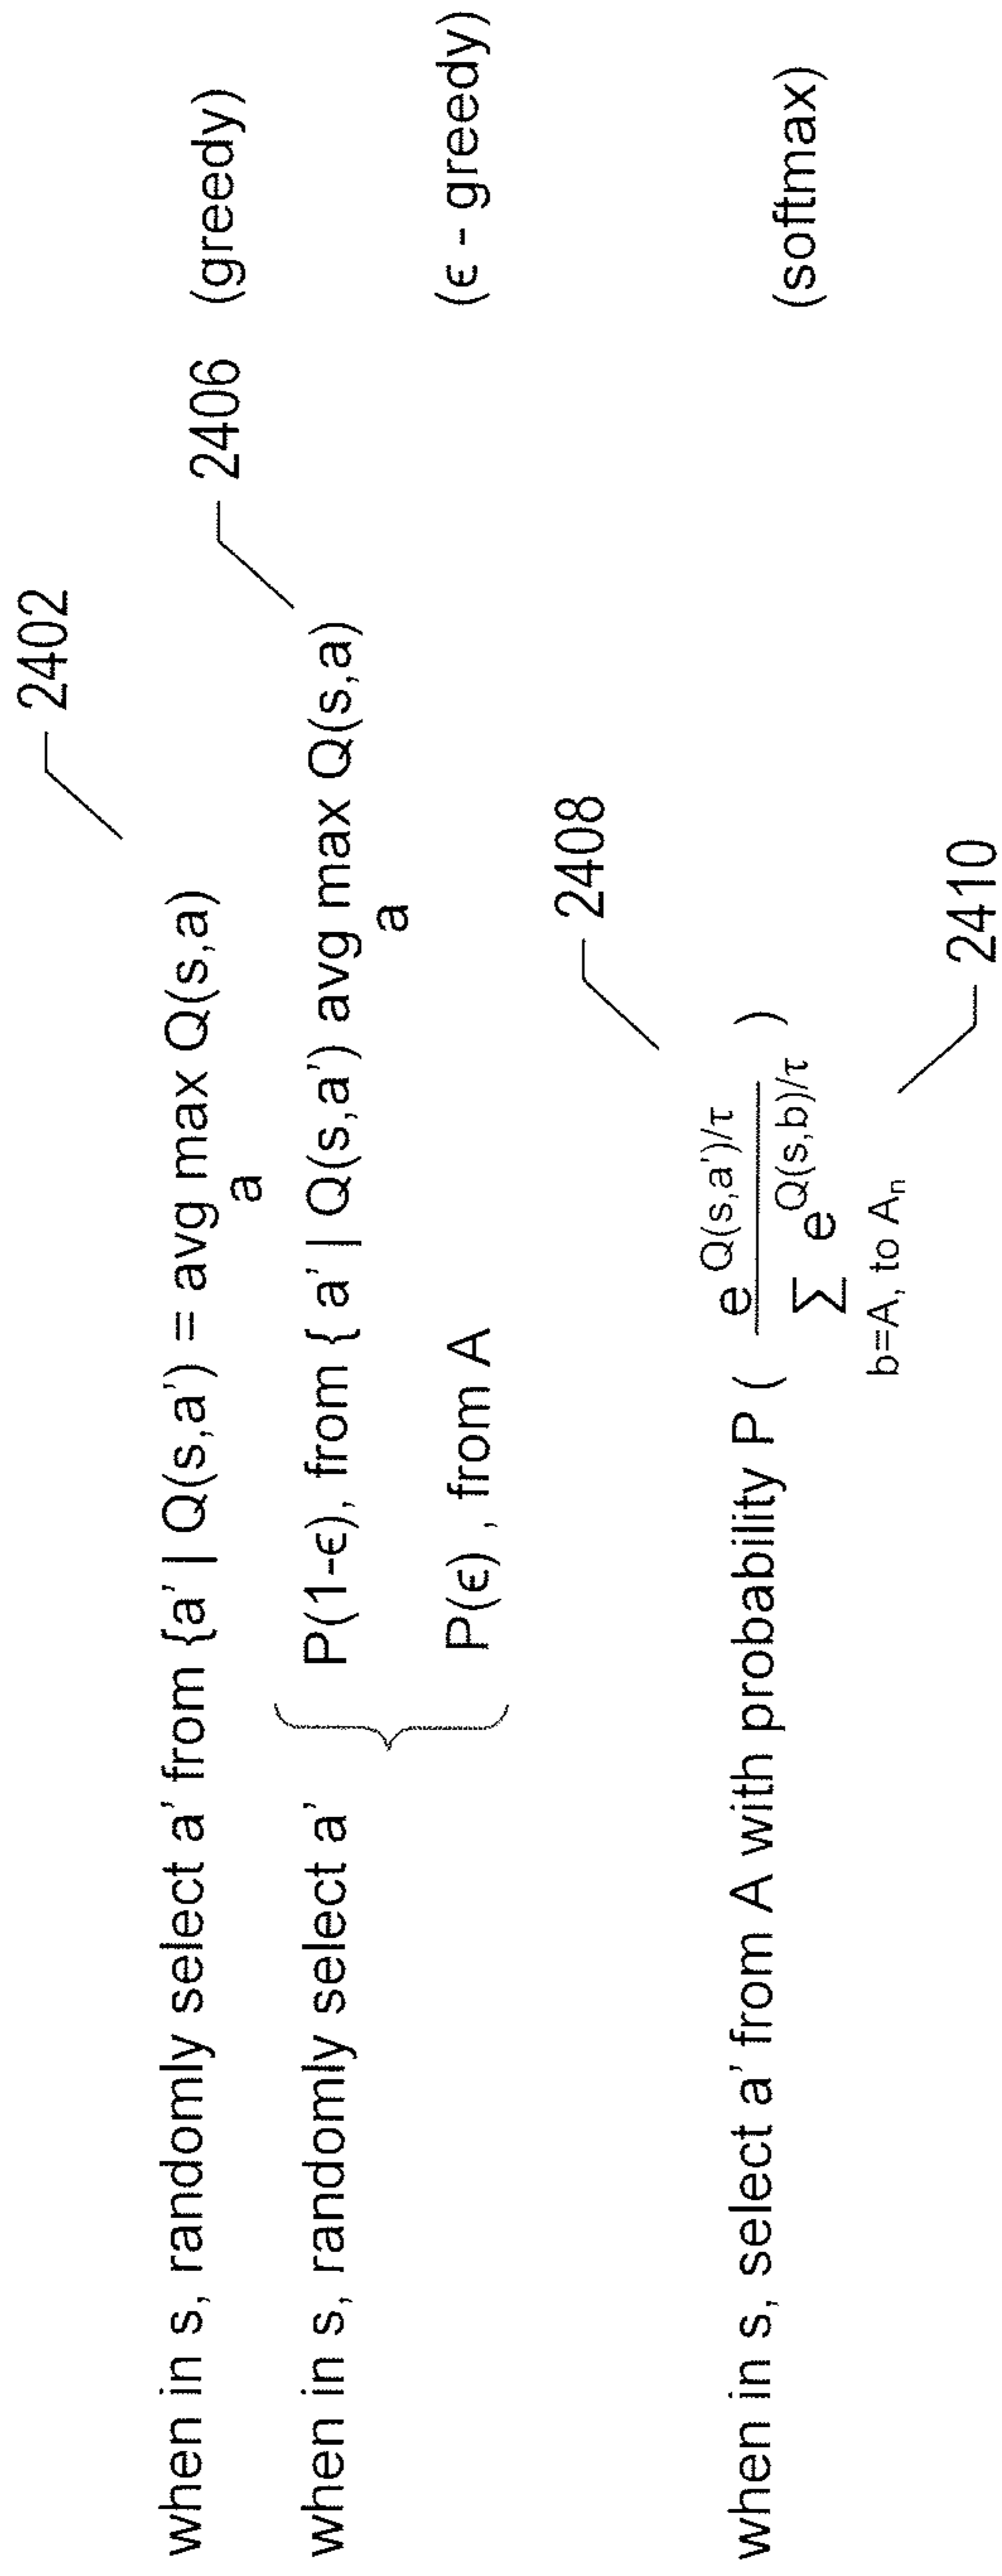 2402
when in s, randomly select a' from {a' | Q(s,a') = avg max Q(s,a)
a
2406 (greedy)
when in s, randomly select a' { P(1-ϵ), from { a' | Q(s,a') avg max Q(s,a)
a
P(ϵ) , from A
(ϵ - greedy)
2408
when in s, select a' from A with probability P ( e^Q(s,a')/τ / Σ e^Q(s,b)/τ )
b=A, to Aₙ
(softmax)
2410